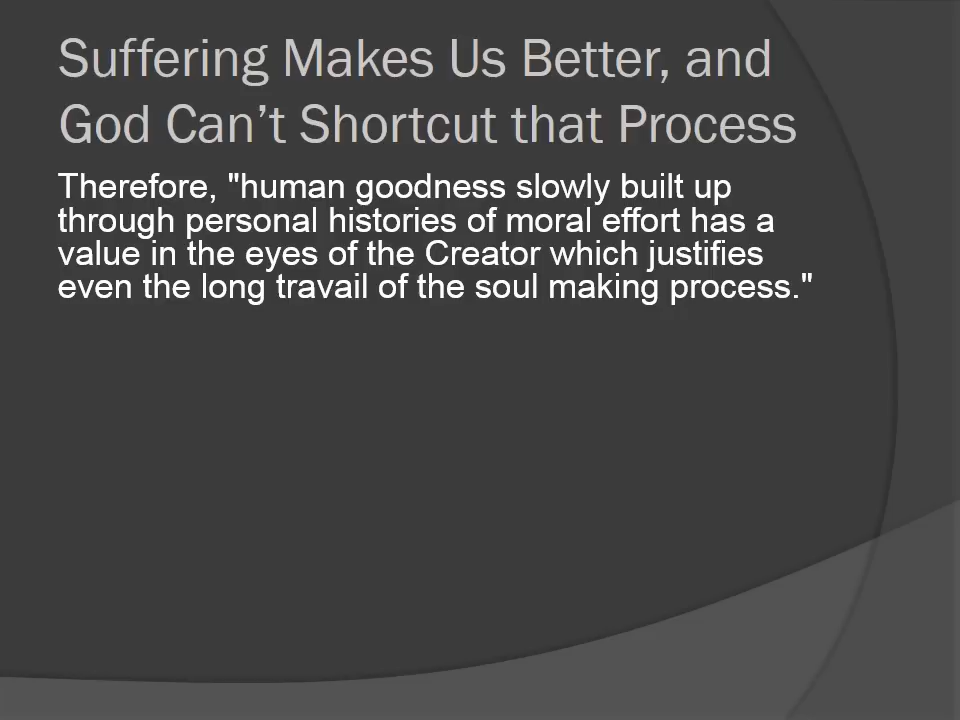 Suffering Makes Us Better, and
God Can’t Shortcut that Process
Therefore, "human goodness slowly built up
through personal histories of moral effort has a
value in the eyes of the Creator which justifies
even the long travail of the soul making process."